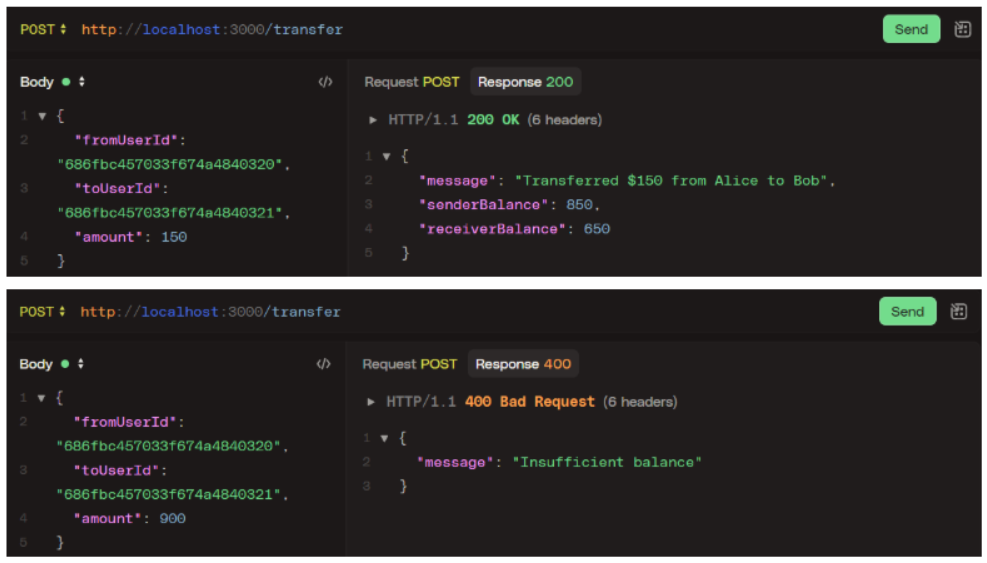 POST http://localhost:3000/transfer Send
Body </> Request POST Response 200
1 {
2 "fromUserId":
"686fbc457033f674a4840320",
3 "toUserId":
"686fbc457033f674a4840321",
4 "amount": 150
5 }
HTTP/1.1 200 OK (6 headers)
1 {
2 "message": "Transferred $150 from Alice to Bob",
3 "senderBalance": 850,
4 "receiverBalance": 650
5 }
POST http://localhost:3000/transfer Send
Body </> Request POST Response 400
1 {
2 "fromUserId":
"686fbc457033f674a4840320",
3 "toUserId":
"686fbc457033f674a4840321",
4 "amount": 900
5 }
HTTP/1.1 400 Bad Request (6 headers)
1 {
2 "message": "Insufficient balance"
3 }